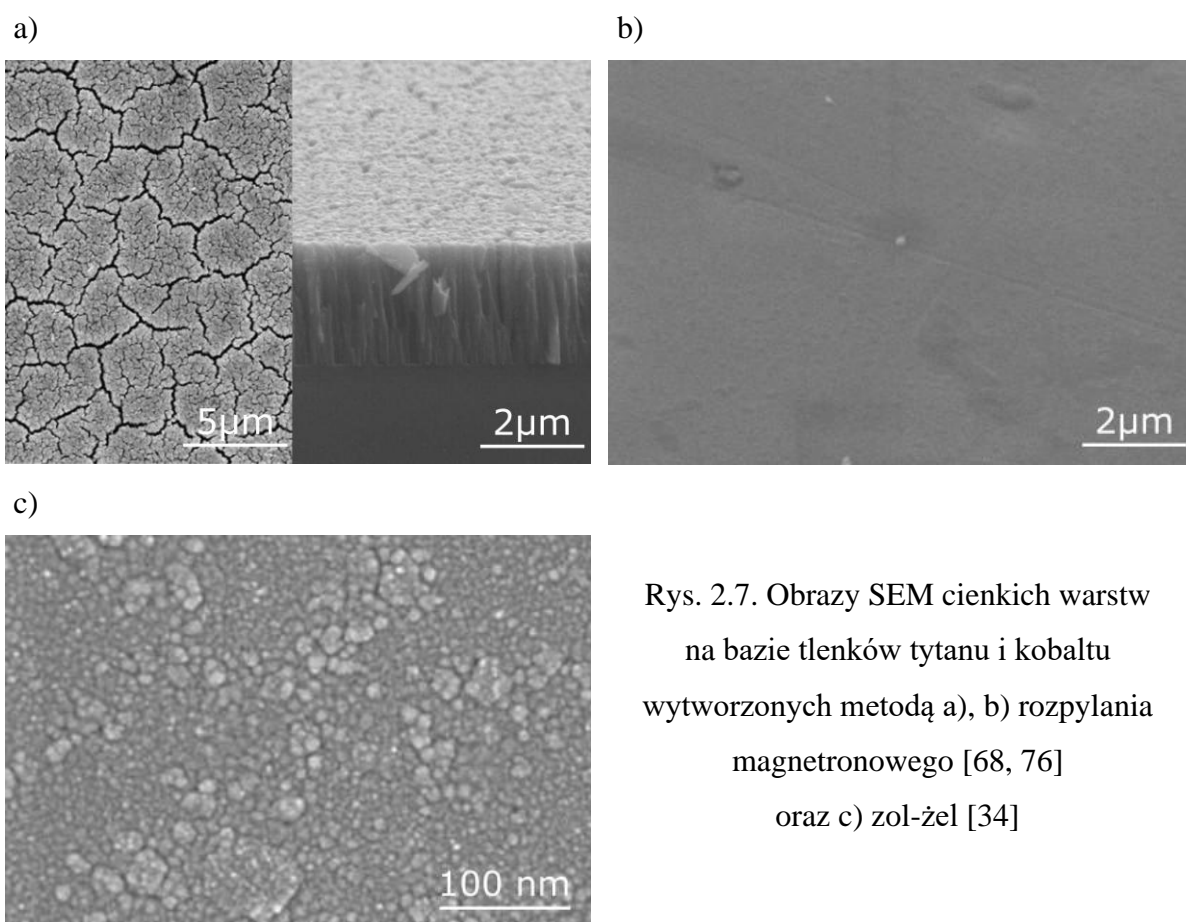 a)
b)
5µm
2µm
2µm
c)
100 nm
Rys. 2.7. Obrazy SEM cienkich warstw
na bazie tlenków tytanu i kobaltu
wytworzonych metodą a), b) rozpylania
magnetronowego [68, 76]
oraz c) zol-żel [34]